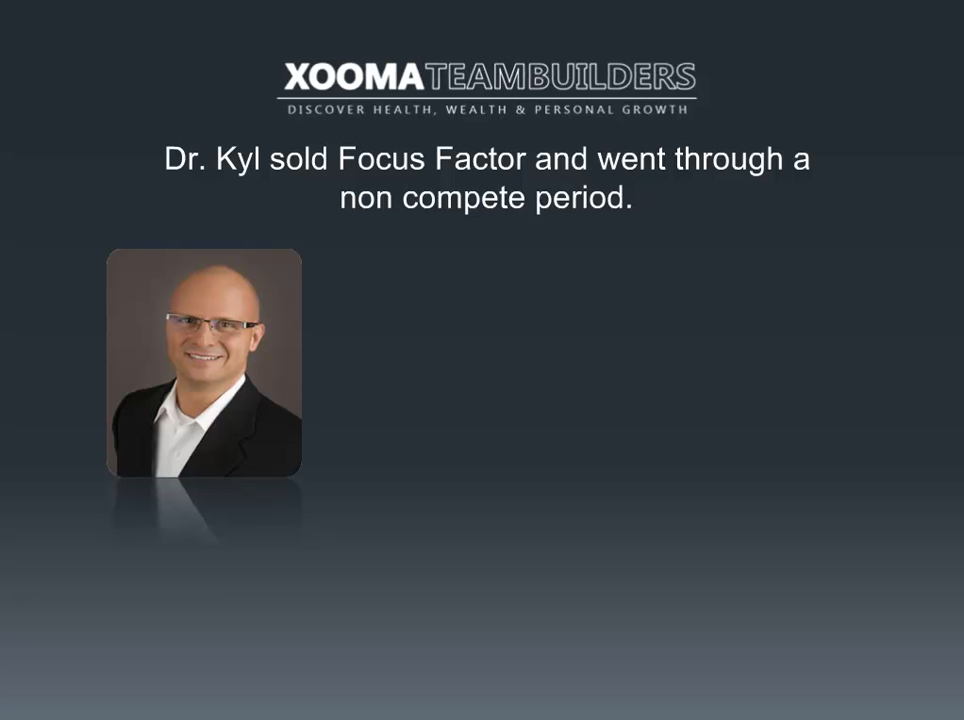 XOOMATEAMBUILDERS
DISCOVER HEALTH, WEALTH & PERSONAL GROWTH
Dr. Kyl sold Focus Factor and went through a
non compete period.